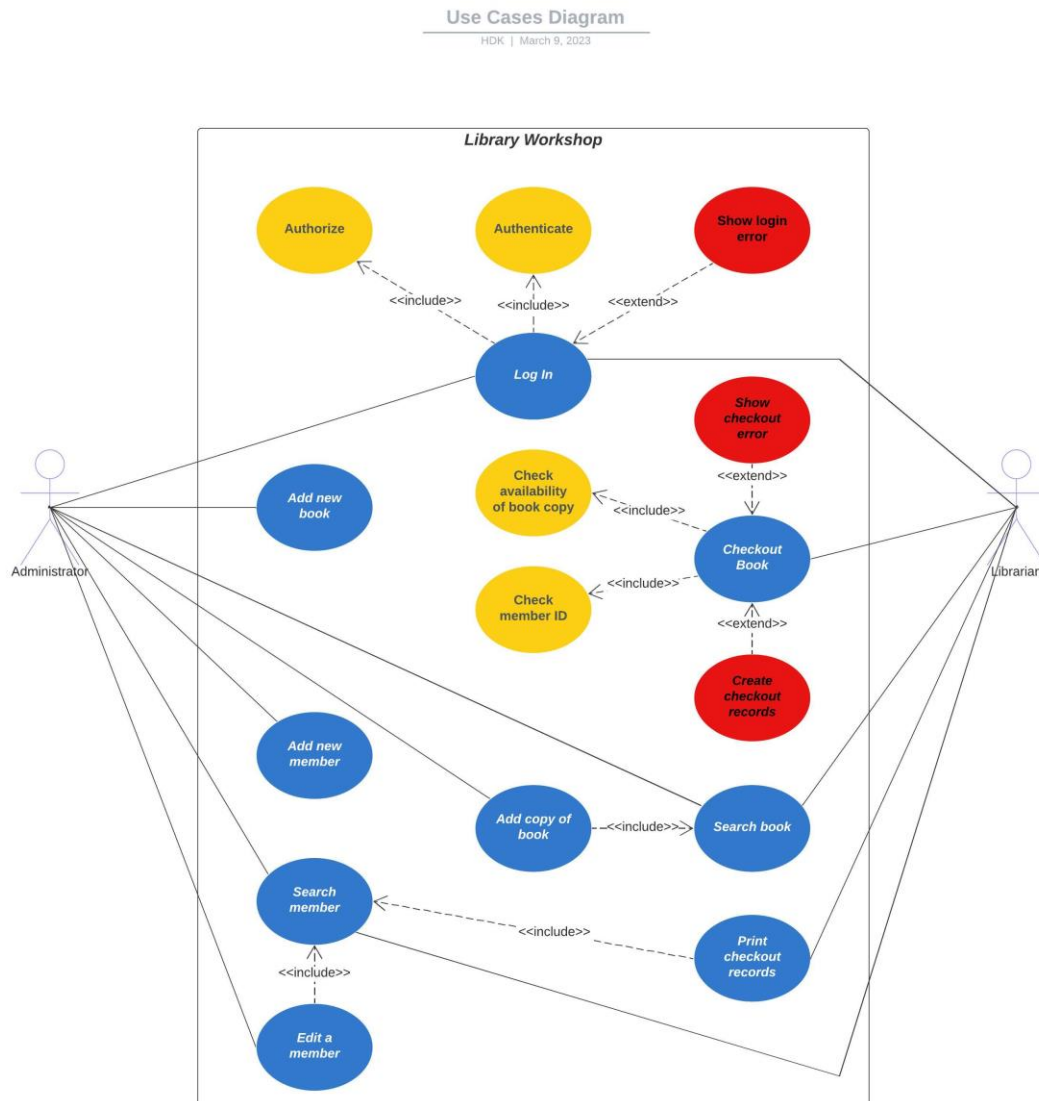 Use Cases Diagram
HDK | March 9, 2023
Library Workshop
Authorize
Authenticate
Show login
error
<<include>>
<<include>>
<<extend>>
Log In
Show
checkout
error
Add new
book
Check
availability
of book copy
<<extend>>
<<include>>
Checkout
Book
Administrator
Librarian
Check
member ID
<<include>>
<<extend>>
Create
checkout
records
Add new
member
Add copy of
book
<<include>>
Search book
Search
member
<<include>>
Print
checkout
records
<<include>>
Edit a
member